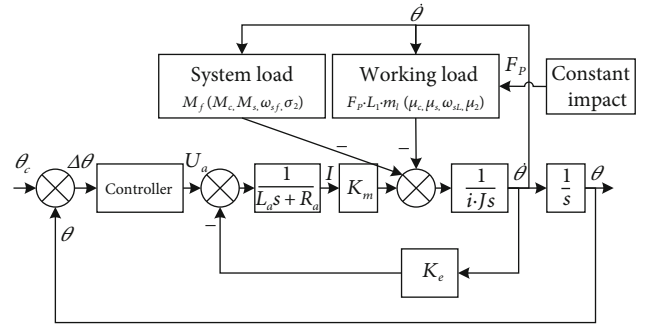 θ̇
System load
M_f (M_c, M_s, ω_sf, σ_2)
Working load
F_P·L_1·m_l (μ_c, μ_s, ω_sL, μ_2)
F_P
Constant
impact
−
−
θ_c
Δθ
Controller
U_a
1
L_a s + R_a
I
K_m
1
i·Js
θ̇
1
s
θ
θ
−
K_e